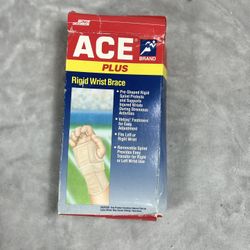 ACE
PLUS
BRAND
Rigid Wrist Brace
• Pre-Shaped Rigid
Splint Protects
and Supports
Injured Wrists
During Strenuous
Activities
• Velcro Fasteners
for Easy
Adjustment
• Fits Left or
Right Wrist
• Removable Splint
Provides Easy
Transfer for Right
or Left Wrist Use